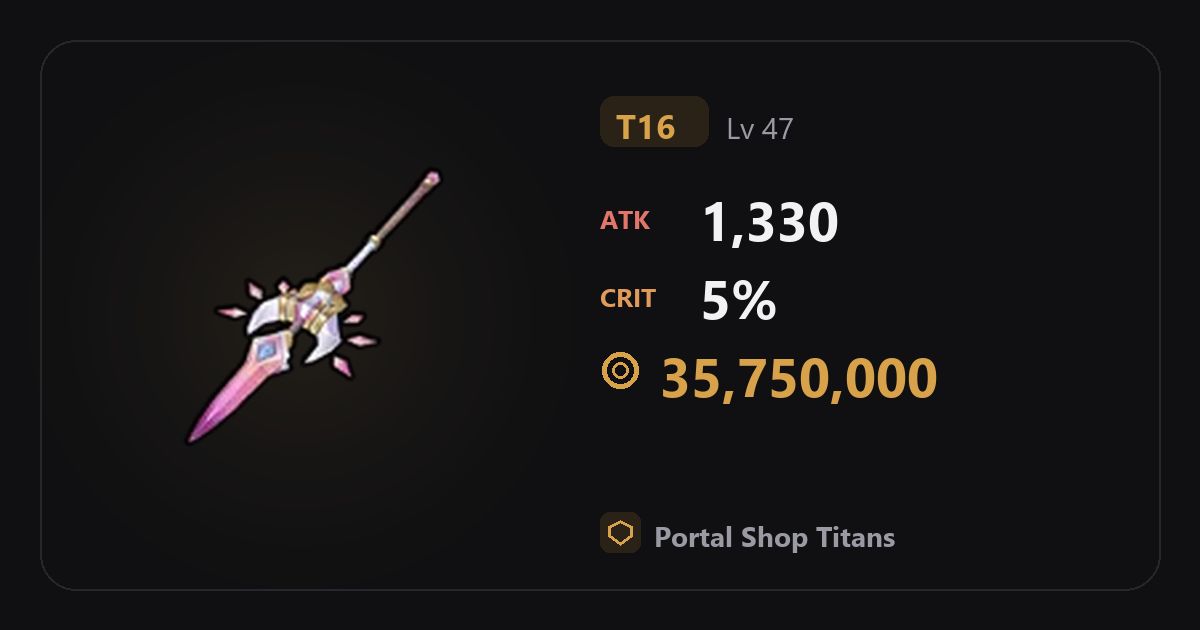 T16 Lv 47
ATK 1,330
CRIT 5%
35,750,000
Portal Shop Titans